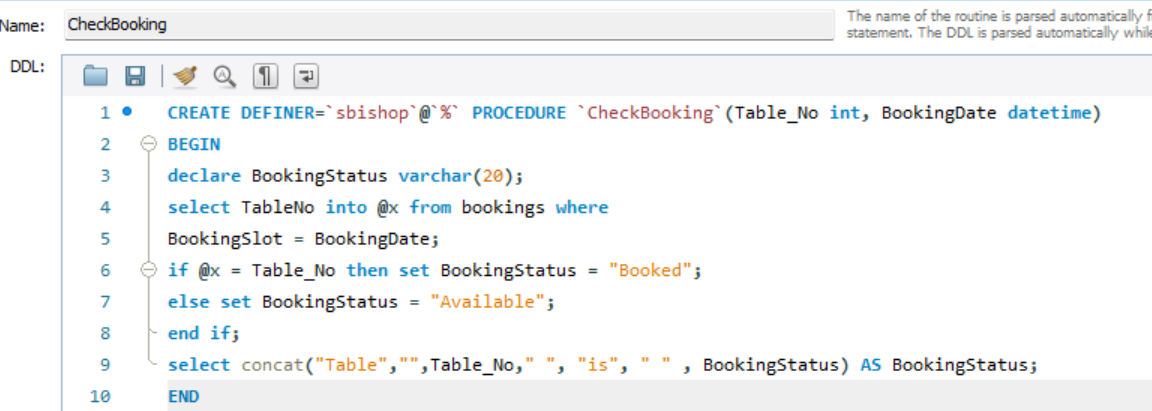 Name: CheckBooking
The name of the routine is parsed automatically
statement. The DDL is parsed automatically while
DDL:
1 CREATE DEFINER=`sbishop`@`%` PROCEDURE `CheckBooking`(Table_No int, BookingDate datetime)
2 BEGIN
3 declare BookingStatus varchar(20);
4 select TableNo into @x from bookings where
5 BookingSlot = BookingDate;
6 if @x = Table_No then set BookingStatus = "Booked";
7 else set BookingStatus = "Available";
8 end if;
9 select concat("Table","",Table_No," ", "is", " " , BookingStatus) AS BookingStatus;
10 END